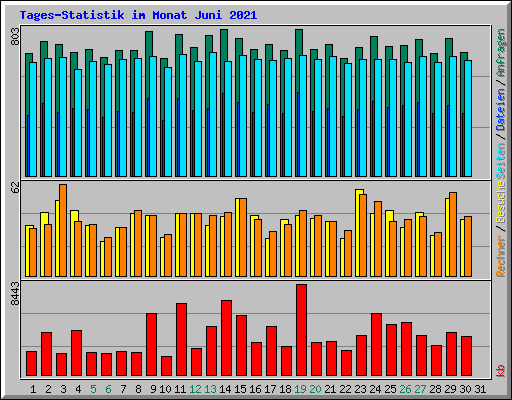 Tages-Statistik im Monat Juni 2021
803
62
8443
Rechner / Besuche Seiten / Dateien / Anfragen
kb
1 2 3 4 5 6 7 8 9 10 11 12 13 14 15 16 17 18 19 20 21 22 23 24 25 26 27 28 29 30 31